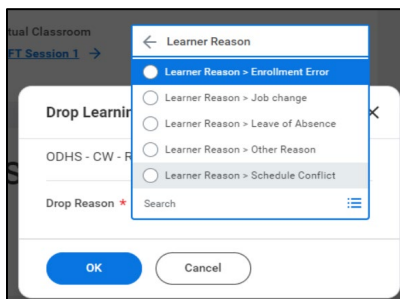 tual Classroom
FT Session 1 →
← Learner Reason
Learner Reason > Enrollment Error
Learner Reason > Job change
Learner Reason > Leave of Absence
Learner Reason > Other Reason
Learner Reason > Schedule Conflict
Drop Learnin
ODHS - CW - R
Drop Reason * Search
OK Cancel